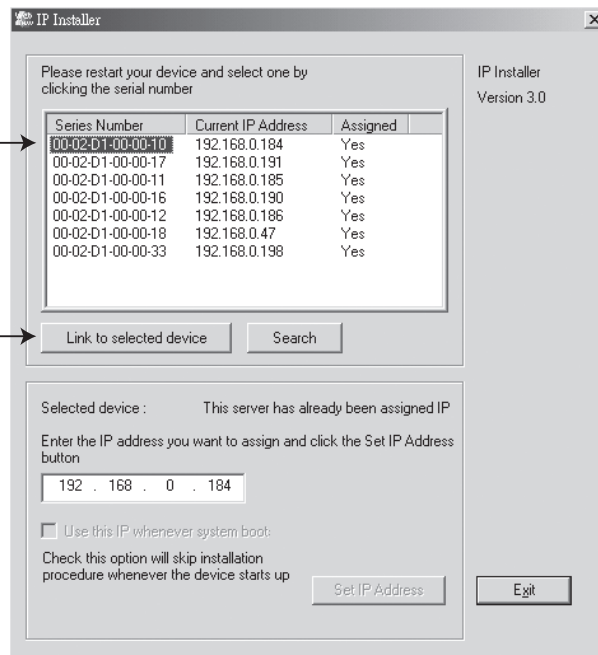 IP Installer
Please restart your device and select one by
clicking the serial number
IP Installer
Version 3.0
Series Number Current IP Address Assigned
00-02-D1-00-00-10 192.168.0.184 Yes
00-02-D1-00-00-17 192.168.0.191 Yes
00-02-D1-00-00-11 192.168.0.185 Yes
00-02-D1-00-00-16 192.168.0.190 Yes
00-02-D1-00-00-12 192.168.0.186 Yes
00-02-D1-00-00-18 192.168.0.47 Yes
00-02-D1-00-00-33 192.168.0.198 Yes
Link to selected device Search
Selected device : This server has already been assigned IP
Enter the IP address you want to assign and click the Set IP Address
button
192 . 168 . 0 . 184
Use this IP whenever system boots
Check this option will skip installation
procedure whenever the device starts up
Set IP Address
Exit